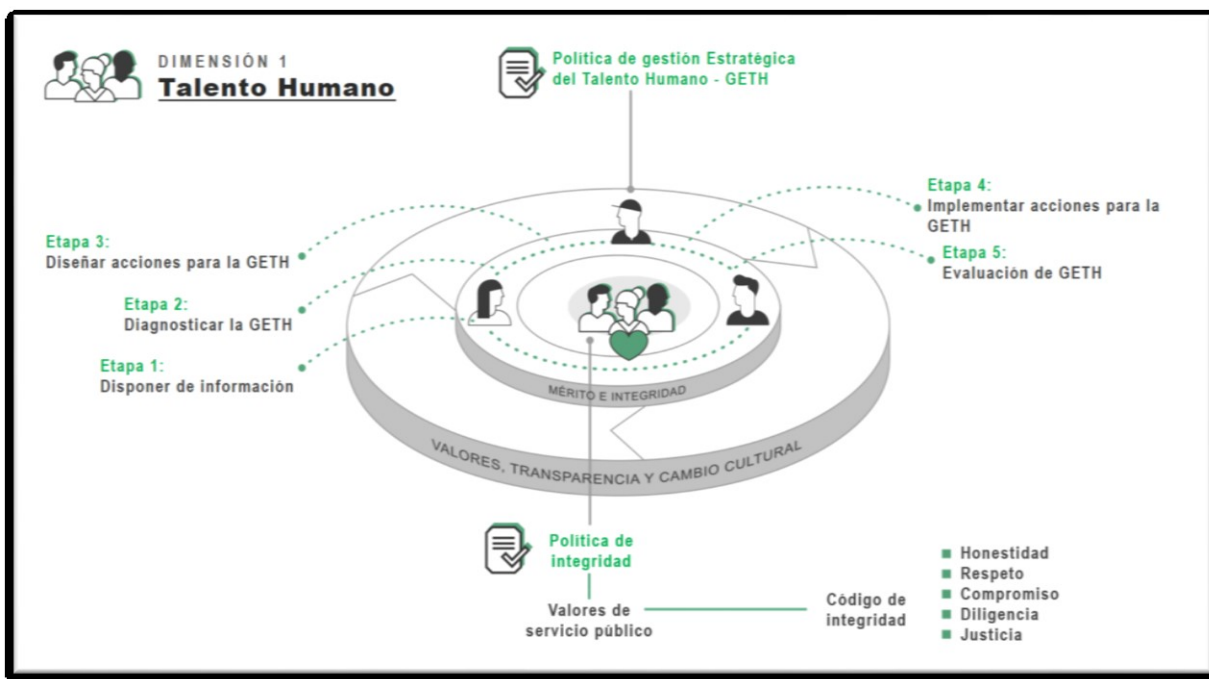 DIMENSIÓN 1
Talento Humano
Política de gestión Estratégica
del Talento Humano - GETH
Etapa 3:
Diseñar acciones para la GETH
Etapa 2:
Diagnosticar la GETH
Etapa 1:
Disponer de información
Etapa 4:
Implementar acciones para la
GETH
Etapa 5:
Evaluación de GETH
MÉRITO E INTEGRIDAD
VALORES, TRANSPARENCIA Y CAMBIO CULTURAL
Política de
integridad
Valores de
servicio público
Código de
integridad
Honestidad
Respeto
Compromiso
Diligencia
Justicia